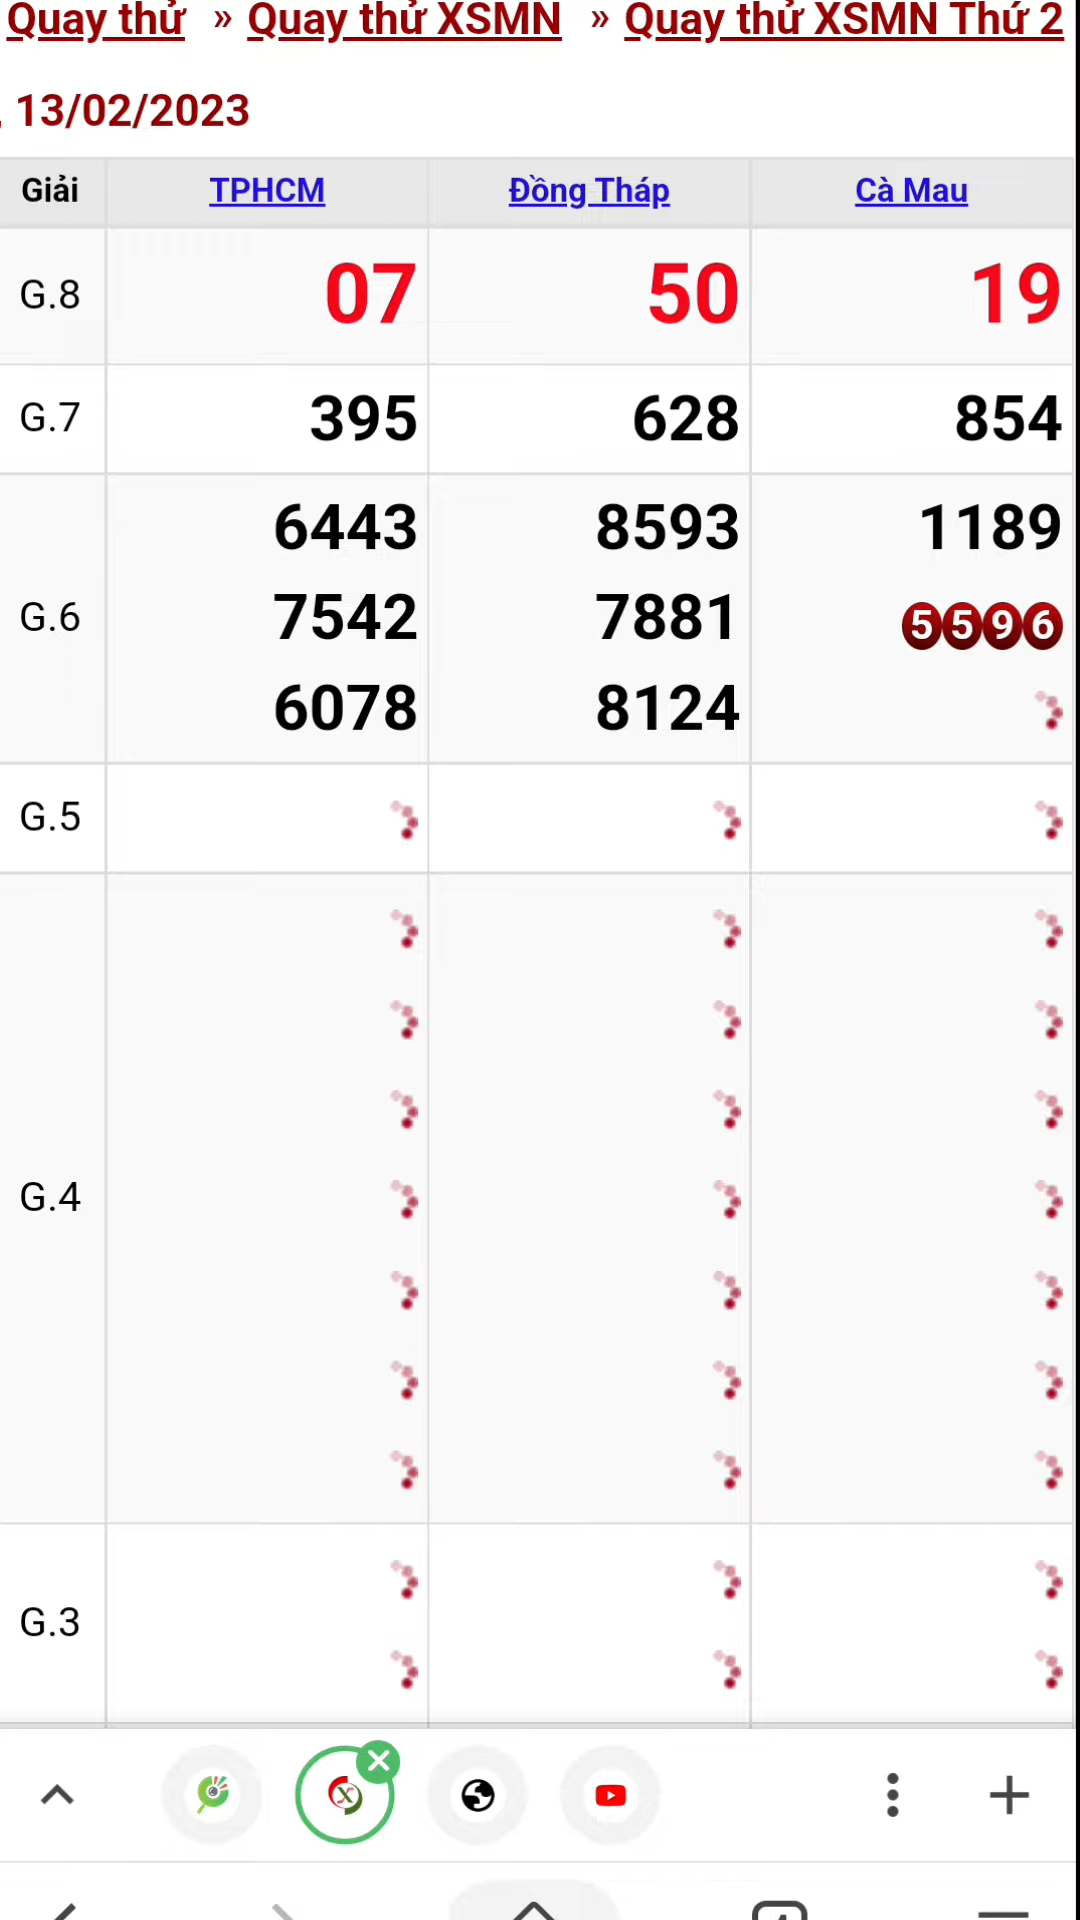 Quay thử » Quay thử XSMN » Quay thử XSMN Thứ 2
, 13/02/2023
Giải TPHCM Đồng Tháp Cà Mau
G.8 07 50 19
G.7 395 628 854
6443 8593 1189
G.6 7542 7881 5596
6078 8124
G.5
G.4
G.3